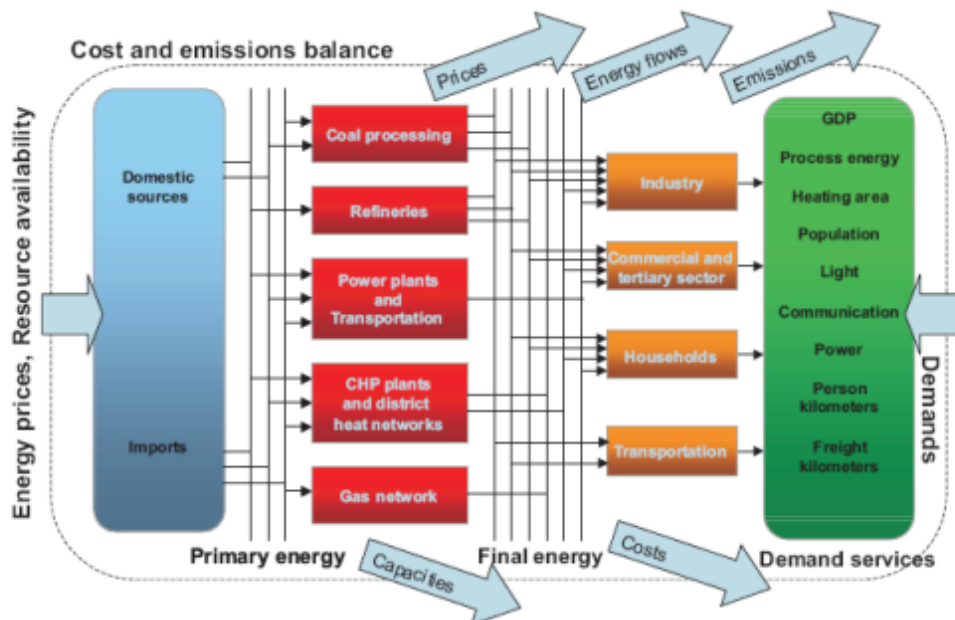 Cost and emissions balance
Prices
Energy flows
Emissions
Energy prices, Resource availability
Domestic
sources
Imports
Primary energy
Coal processing
Refineries
Power plants
and
Transportation
CHP plants
and district
heat networks
Gas network
Capacities
Final energy
Industry
Commercial and
tertiary sector
Households
Transportation
Costs
GDP
Process energy
Heating area
Population
Light
Communication
Power
Person
kilometers
Freight
kilometers
Demand services
Demands